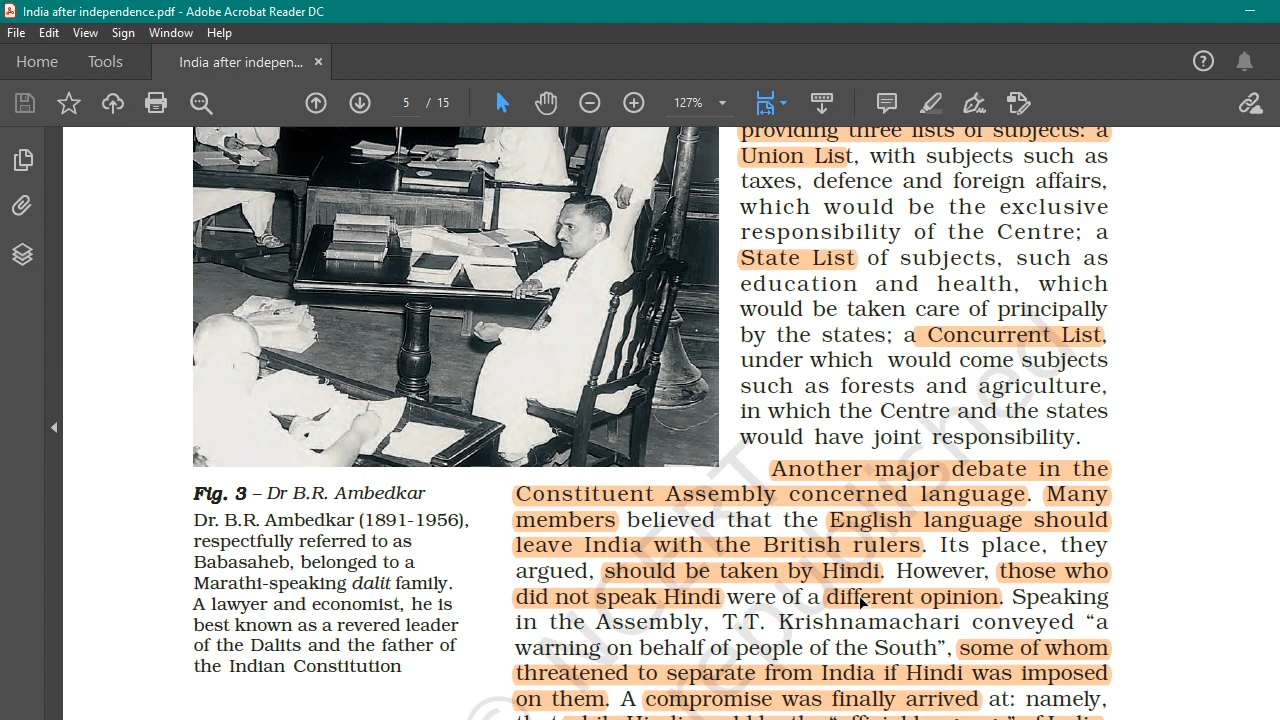 India after independence.pdf - Adobe Acrobat Reader DC
File Edit View Sign Window Help
Home Tools India after indepen... ×
5 / 15 127%
providing three lists of subjects: a
Union List, with subjects such as
taxes, defence and foreign affairs,
which would be the exclusive
responsibility of the Centre; a
State List of subjects, such as
education and health, which
would be taken care of principally
by the states; a Concurrent List,
under which would come subjects
such as forests and agriculture,
in which the Centre and the states
would have joint responsibility.
Fig. 3 – Dr B.R. Ambedkar
Dr. B.R. Ambedkar (1891-1956),
respectfully referred to as
Babasaheb, belonged to a
Marathi-speaking dalit family.
A lawyer and economist, he is
best known as a revered leader
of the Dalits and the father of
the Indian Constitution
Another major debate in the
Constituent Assembly concerned language. Many
members believed that the English language should
leave India with the British rulers. Its place, they
argued, should be taken by Hindi. However, those who
did not speak Hindi were of a different opinion. Speaking
in the Assembly, T.T. Krishnamachari conveyed “a
warning on behalf of people of the South”, some of whom
threatened to separate from India if Hindi was imposed
on them. A compromise was finally arrived at: namely,
© NCERT
republished